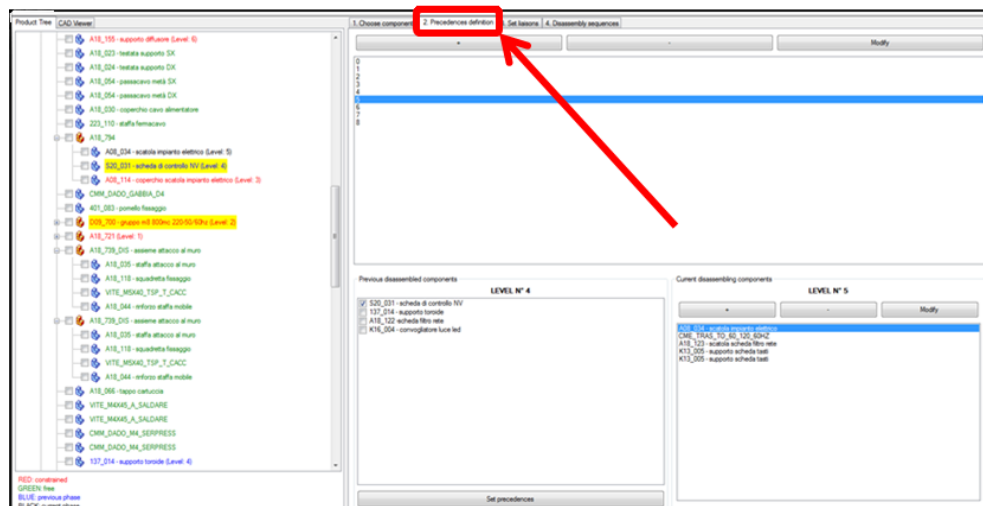 Product Tree
CAD Viewer
A18_155 - supporto diffusore (Level: 6)
A18_023 - testata supporto SX
A18_024 - testata supporto DX
A18_054 - passacavo metà SX
A18_054 - passacavo metà DX
A18_030 - coperchio cavo alimentatore
223_110 - staffa fermacavo
A18_794
A08_034 - scatola impianto elettrico (Level: 5)
S20_031 - scheda di controllo NV (Level: 4)
A08_114 - coperchio scatola impianto elettrico (Level: 3)
CMM_DADO_GABBIA_D4
401_083 - pomello fissaggio
D09_700 - gruppo m8 800mc 220-50/60hz (Level: 2)
A18_721 (Level: 1)
A18_739_DIS - assieme attacco al muro
A18_035 - staffa attacco al muro
A18_118 - squadretta fissaggio
VITE_M5X40_TSP_T_CACC
A18_044 - rinforzo staffa mobile
A18_739_DIS - assieme attacco al muro
A18_035 - staffa attacco al muro
A18_118 - squadretta fissaggio
VITE_M5X40_TSP_T_CACC
A18_044 - rinforzo staffa mobile
A18_066 - tappo cartuccia
VITE_M4X45_A_SALDARE
VITE_M4X45_A_SALDARE
CMM_DADO_M4_SERPRESS
CMM_DADO_M4_SERPRESS
137_014 - supporto toroide (Level: 4)
RED: constrained
GREEN: free
BLUE: previous phase
BLACK: current phase
1. Choose component
2. Precedences definition
. Set liaisons
4. Disassembly sequences
+
-
Modify
0
1
2
3
4
5
6
7
8
Previous disassembled components
LEVEL N° 4
S20_031 - scheda di controllo NV
137_014 - supporto toroide
A18_122 -scheda filtro rete
K16_004 - convogliatore luce led
Set precedences
Current disassembling components
LEVEL N° 5
+
-
Modify
A08_034 - scatola impianto elettrico
CME_TRAS_TO_60_120_60HZ
A18_123 - scatola scheda filtro rete
K13_005 - supporto scheda tasti
K13_005 - supporto scheda tasti